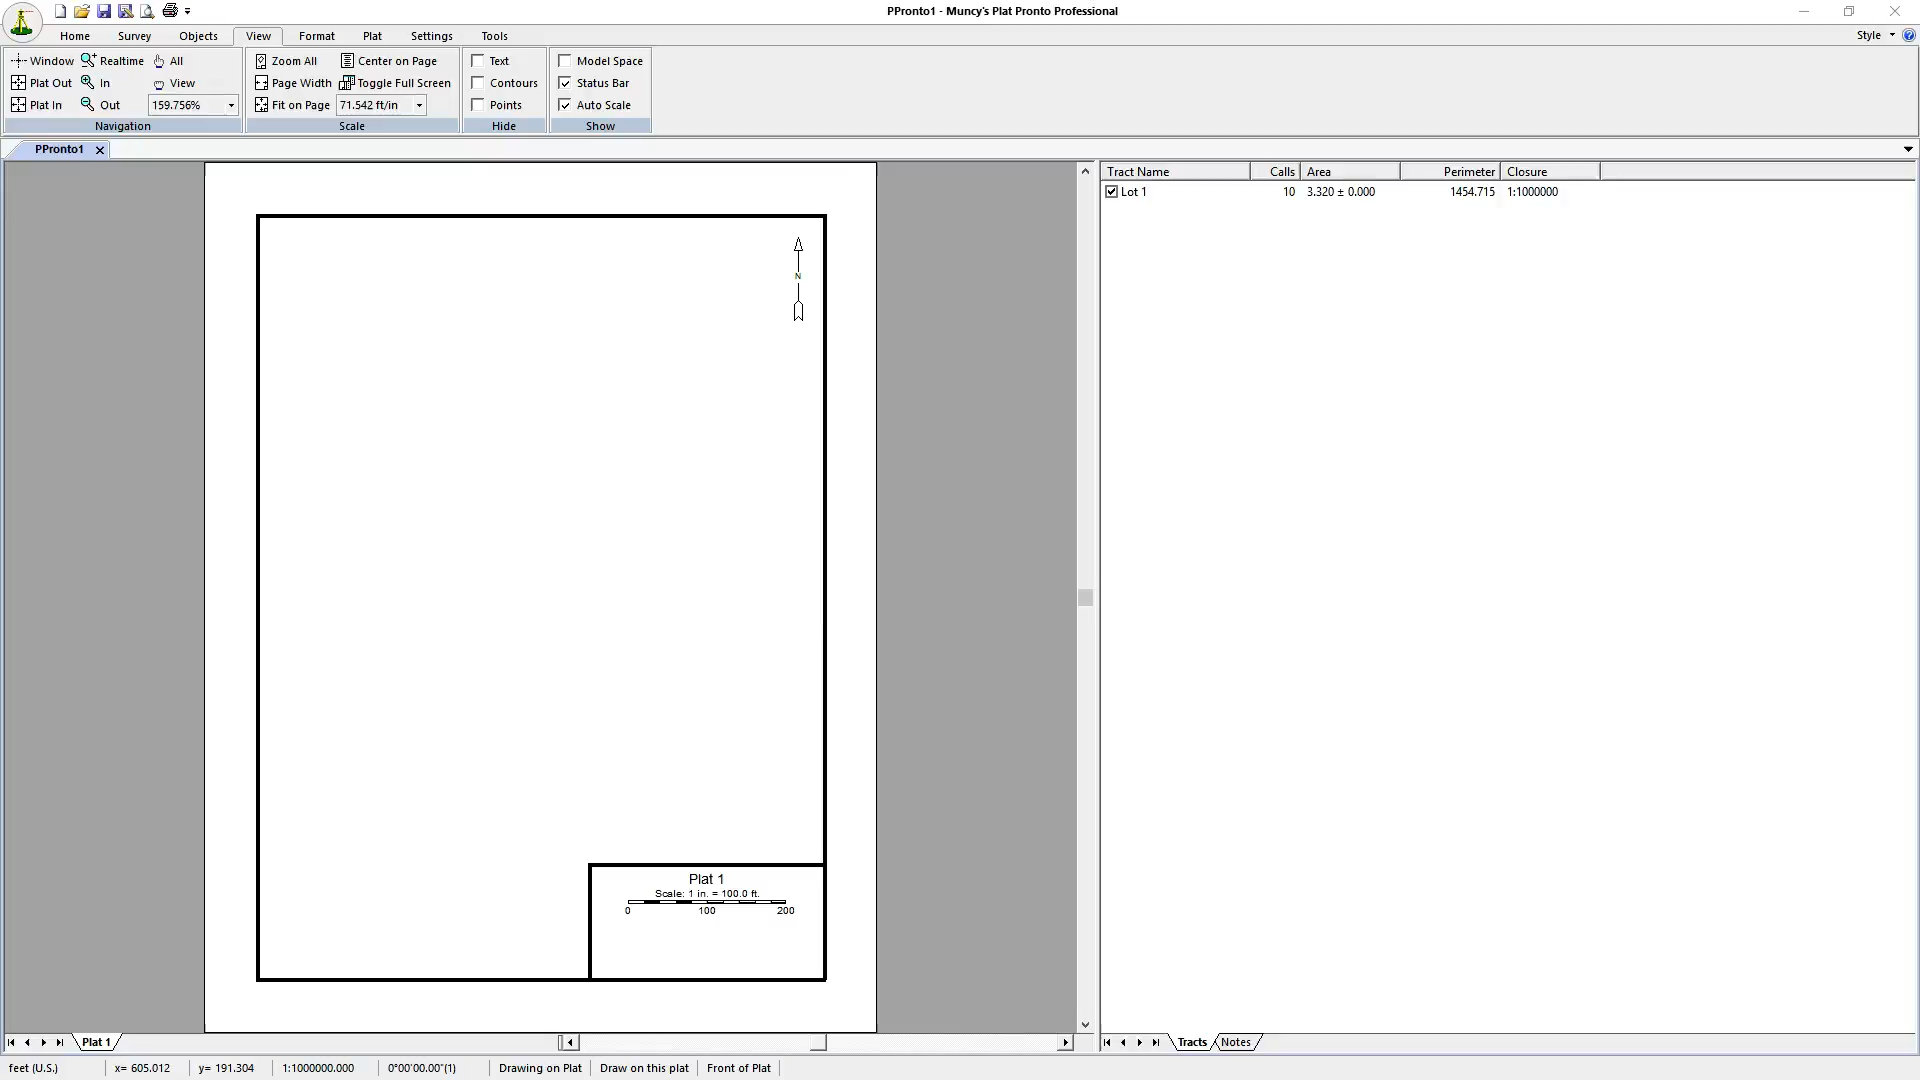 PPronto1 - Muncy's Plat Pronto Professional
Home Survey Objects View Format Plat Settings Tools Style
Window Realtime All Zoom All Center on Page Text Model Space
Plat Out In View Page Width Toggle Full Screen Contours Status Bar
Plat In Out 159.756% Fit on Page 71.542 ft/in Points Auto Scale
Navigation Scale Hide Show
PPronto1
Tract Name Calls Area Perimeter Closure
Lot 1 10 3.320 ± 0.000 1454.715 1:1000000
N
Plat 1
Scale: 1 in. = 100.0 ft.
0 100 200
Plat 1 Tracts Notes
feet (U.S.) x= 605.012 y= 191.304 1:1000000.000 0°00'00.00"(1) Drawing on Plat Draw on this plat Front of Plat